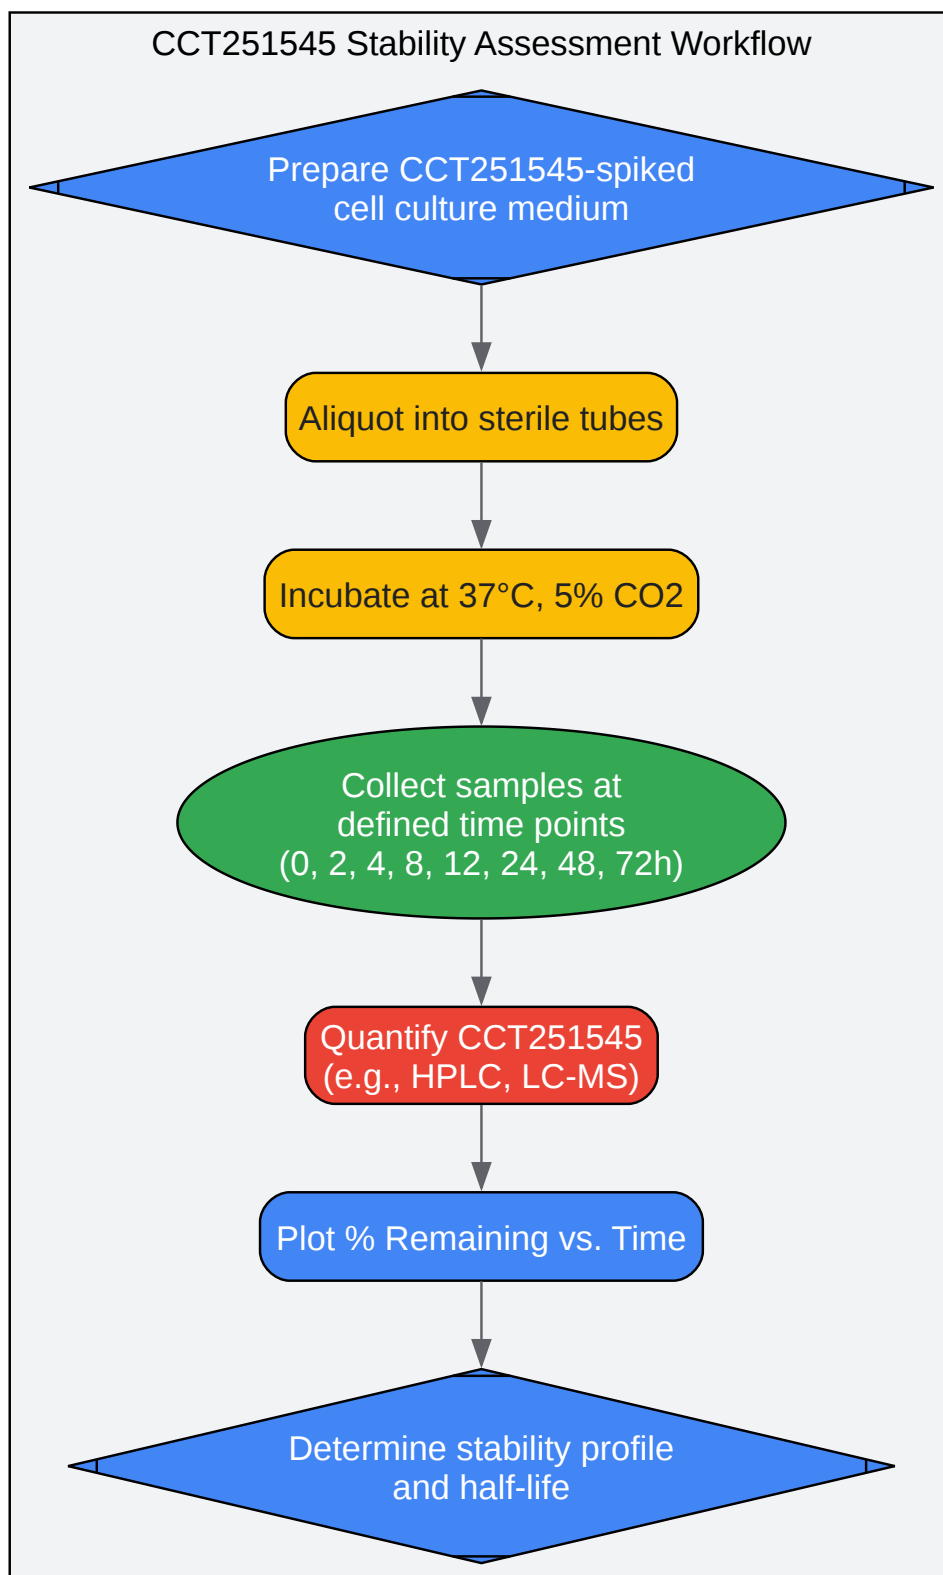 CCT251545 Stability Assessment Workflow
Prepare CCT251545-spiked
cell culture medium
Aliquot into sterile tubes
Incubate at 37°C, 5% CO2
Collect samples at
defined time points
(0, 2, 4, 8, 12, 24, 48, 72h)
Quantify CCT251545
(e.g., HPLC, LC-MS)
Plot % Remaining vs. Time
Determine stability profile
and half-life